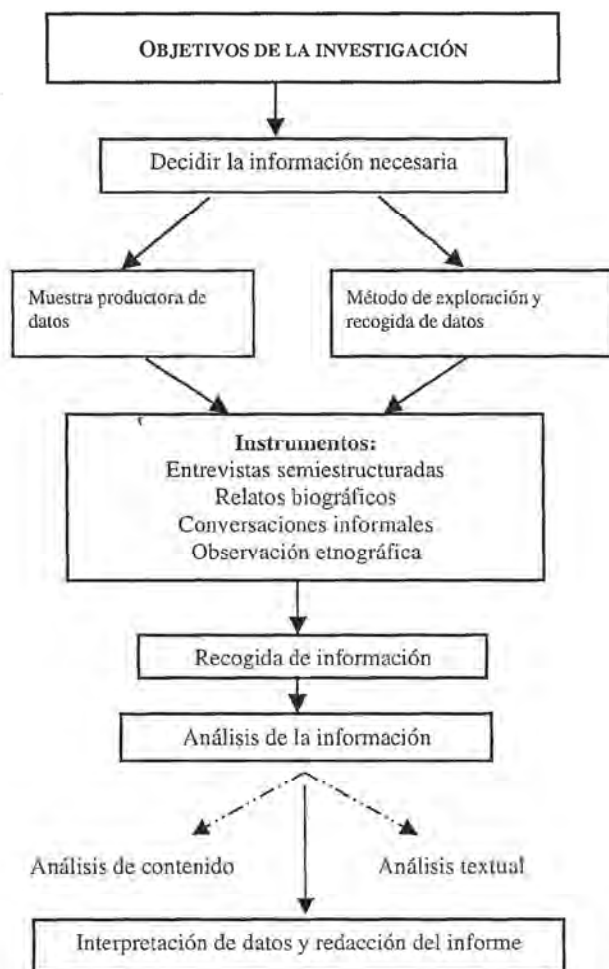 OBJETIVOS DE LA INVESTIGACIÓN
Decidir la información necesaria
Muestra productora de
datos
Método de exploración y
recogida de datos
Instrumentos:
Entrevistas semiestructuradas
Relatos biográficos
Conversaciones informales
Observación etnográfica
Recogida de información
Análisis de la información
Análisis de contenido
Análisis textual
Interpretación de datos y redacción del informe